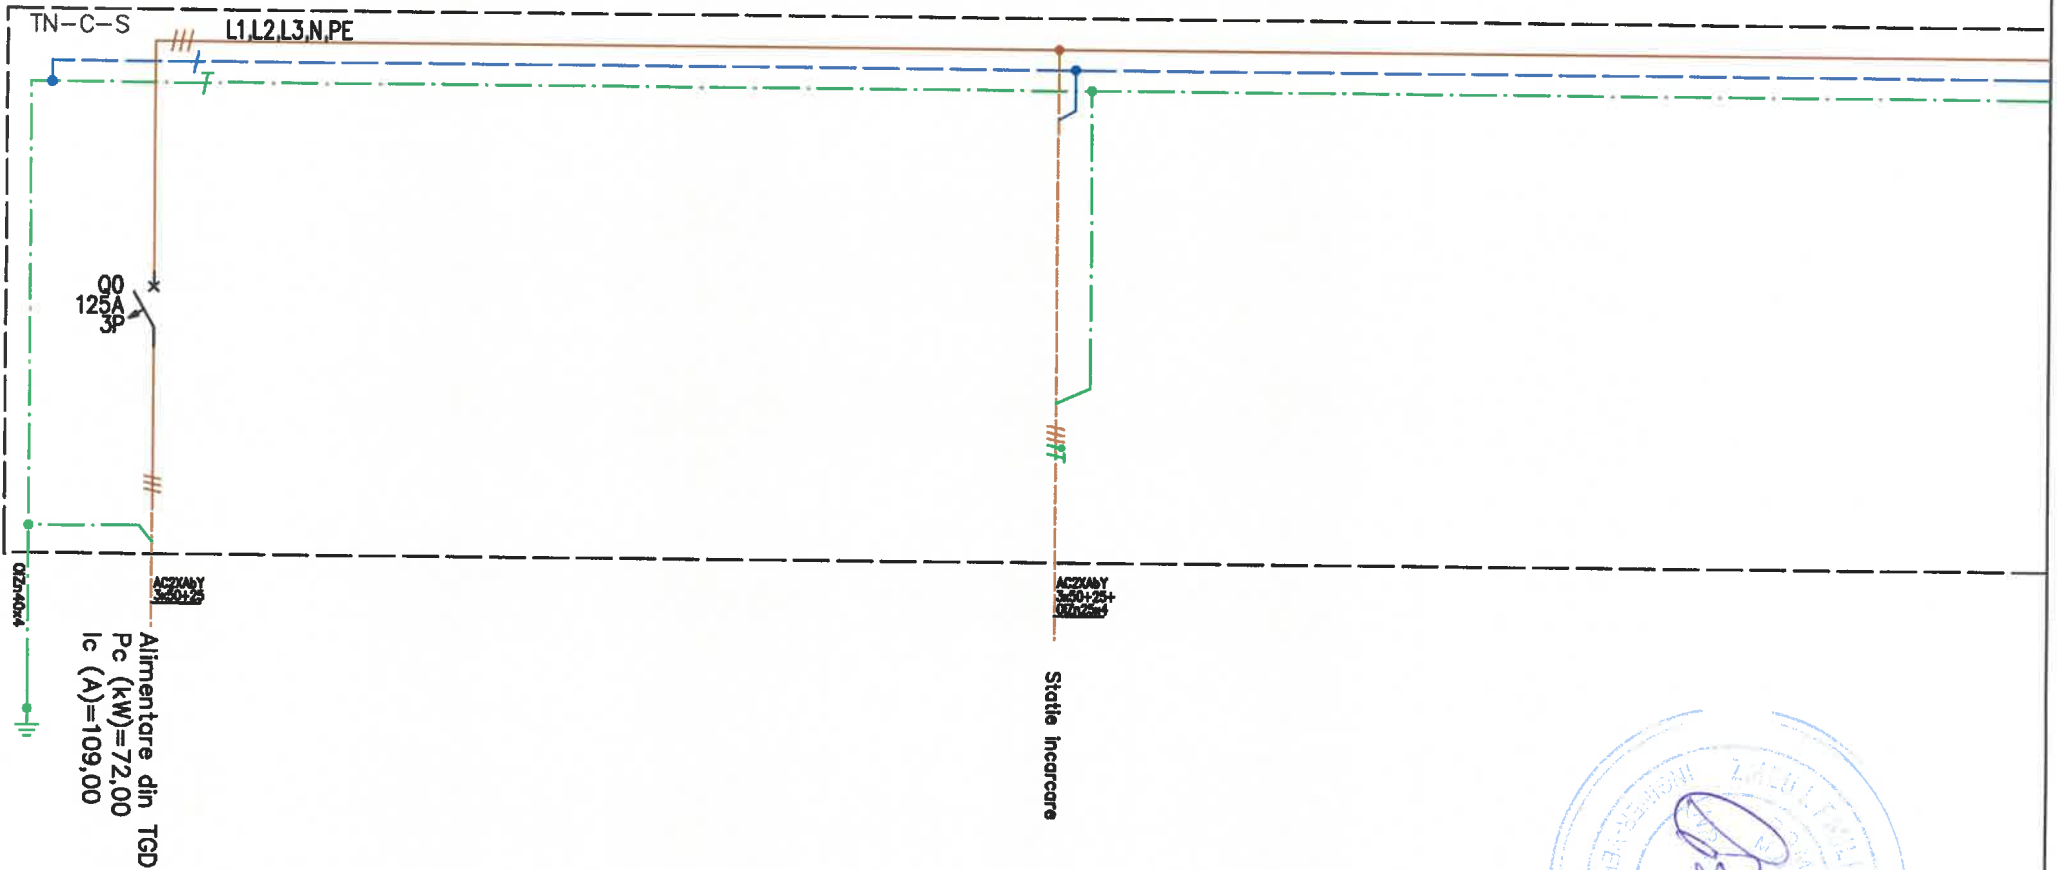 TN-C-S
L1,L2,L3,N,PE
Q0
125A
3P
OlZn40x4
AC2XAbY
3x50+25
Alimentare din TGD
Pc (kW)=72,00
Ic (A)=109,00
AC2XAbY
3x50+25+
OlZn25x4
Statie incarcare